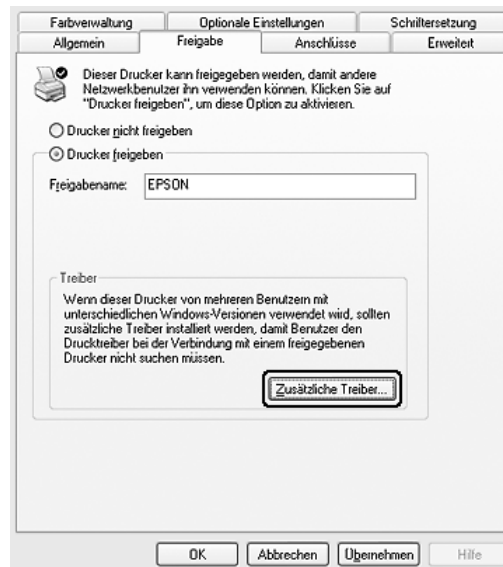 Farbverwaltung Optionale Einstellungen Schriftersetzung
Allgemein Freigabe Anschlüsse Erweitert
Dieser Drucker kann freigegeben werden, damit andere
Netzwerkbenutzer ihn verwenden können. Klicken Sie auf
"Drucker freigeben", um diese Option zu aktivieren.
Drucker nicht freigeben
Drucker freigeben
Freigabename: EPSON
Treiber
Wenn dieser Drucker von mehreren Benutzern mit
unterschiedlichen Windows-Versionen verwendet wird, sollten
zusätzliche Treiber installiert werden, damit Benutzer den
Drucktreiber bei der Verbindung mit einem freigegebenen
Drucker nicht suchen müssen.
Zusätzliche Treiber...
OK Abbrechen Übernehmen Hilfe